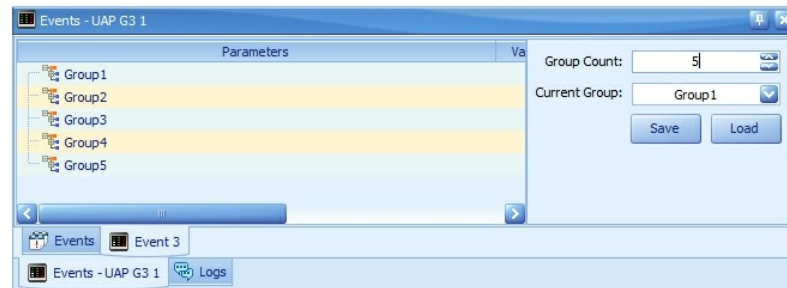 Events - UAP G3 1
Parameters Va
Group1
Group2
Group3
Group4
Group5
Group Count: 5
Current Group: Group1
Save Load
Events Event 3
Events - UAP G3 1 Logs